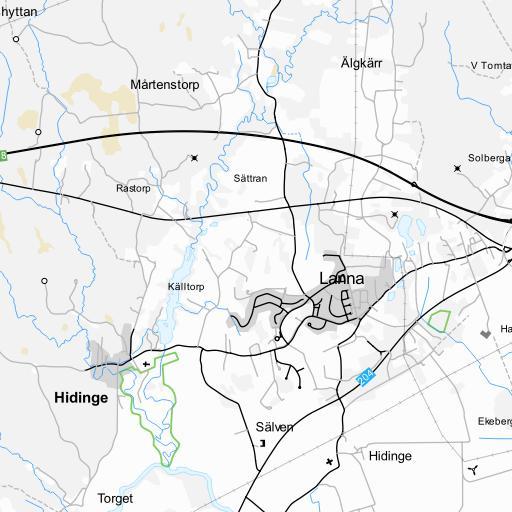 hyttan
Älgkärr
V Tomta
Mårtenstorp
Solberga
Rastorp
Sättran
Lanna
Källtorp
204
Hidinge
Sälven
Ekeberg
Hidinge
Torget